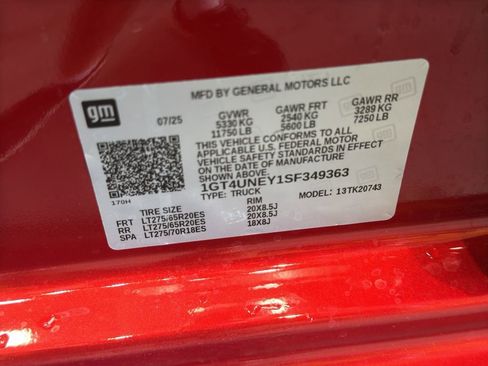 MFD BY GENERAL MOTORS LLC
gm
07/25
GVWR GAWR FRT GAWR RR
5330 KG 2540 KG 3289 KG
11750 LB 5600 LB 7250 LB
THIS VEHICLE CONFORMS TO ALL
APPLICABLE U.S. FEDERAL MOTOR
VEHICLE SAFETY STANDARDS IN EFFECT
ON THE DATE OF MANUFACTURE
SHOWN ABOVE.
1GT4UNEY1SF349363
170H
TYPE: TRUCK MODEL: 13TK20743
TIRE SIZE RIM
FRT LT275/65R20ES 20X8.5J
RR LT275/65R20ES 20X8.5J
SPA LT275/70R18ES 18X8J